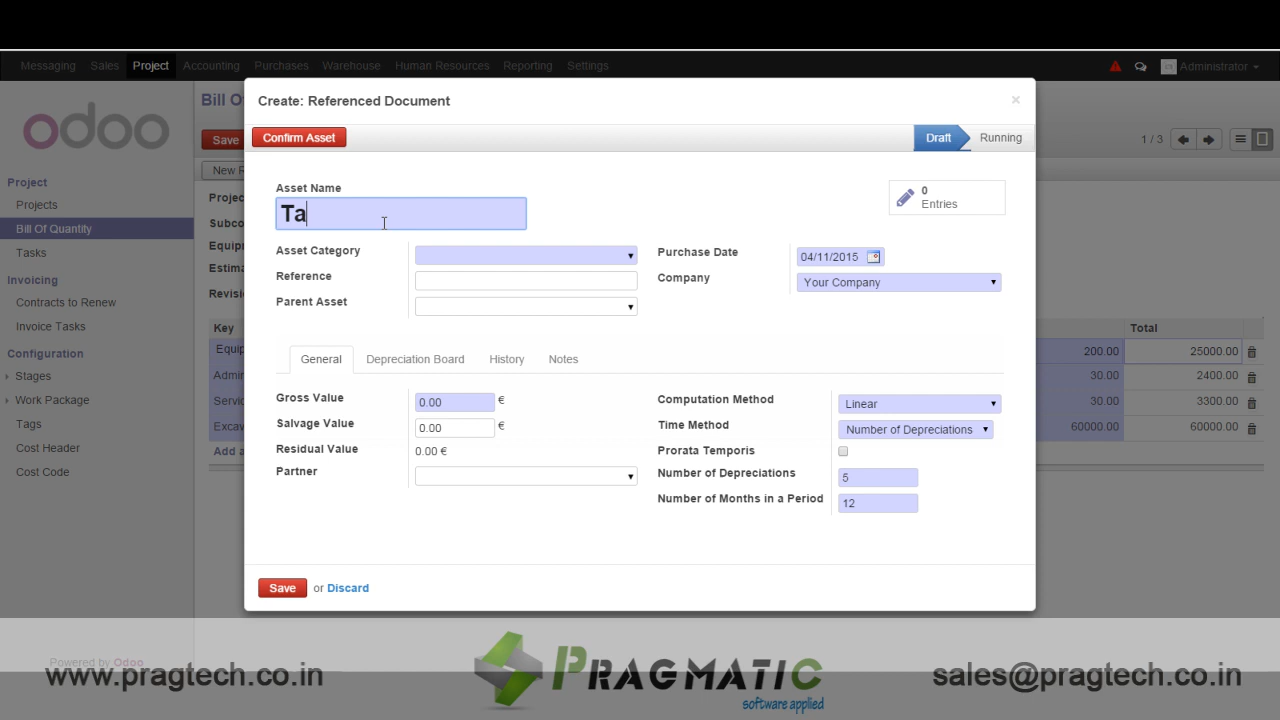 Messaging Sales Project Accounting Purchases Warehouse Human Resources Reporting Settings Administrator
Create: Referenced Document ×
Bill O
odoo
Save
Confirm Asset
Draft Running
1 / 3
New R
Project
Projects
Bill Of Quantity
Tasks
Invoicing
Contracts to Renew
Invoice Tasks
Configuration
Stages
Work Package
Tags
Cost Header
Cost Code
Powered by Odoo
Projec
Subco
Equip
Estima
Revisi
Key
Equip
Admin
Servic
Excav
Add a
Asset Name
Ta
0
Entries
Asset Category
Reference
Parent Asset
Purchase Date 04/11/2015
Company Your Company
General Depreciation Board History Notes
Gross Value 0.00 €
Salvage Value 0.00 €
Residual Value 0.00 €
Partner
Computation Method Linear
Time Method Number of Depreciations
Prorata Temporis
Number of Depreciations 5
Number of Months in a Period 12
Save or Discard
Total
200.00 25000.00
30.00 2400.00
30.00 3300.00
60000.00 60000.00
www.pragtech.co.in
PRAGMATIC
software applied
sales@pragtech.co.in